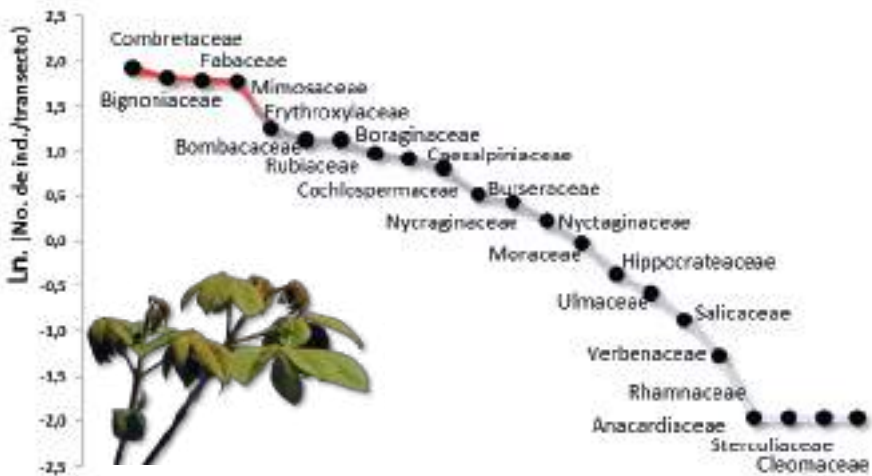 Ln. |No. de ind./transecto)
2,5
2,0
1,5
1,0
0,5
0,0
-0,5
-1,0
-1,5
-2,0
-2,5
Combretaceae
Fabaceae
Bignoniaceae
Mimosaceae
Erythroxylaceae
Bombacaceae
Boraginaceae
Rubiaceae
Caesalpiniaceae
Cochlospermaceae
Burseraceae
Nycraginaceae
Nyctaginaceae
Moraceae
Hippocrateaceae
Ulmaceae
Salicaceae
Verbenaceae
Rhamnaceae
Anacardiaceae
Sterculiaceae
Cleomaceae